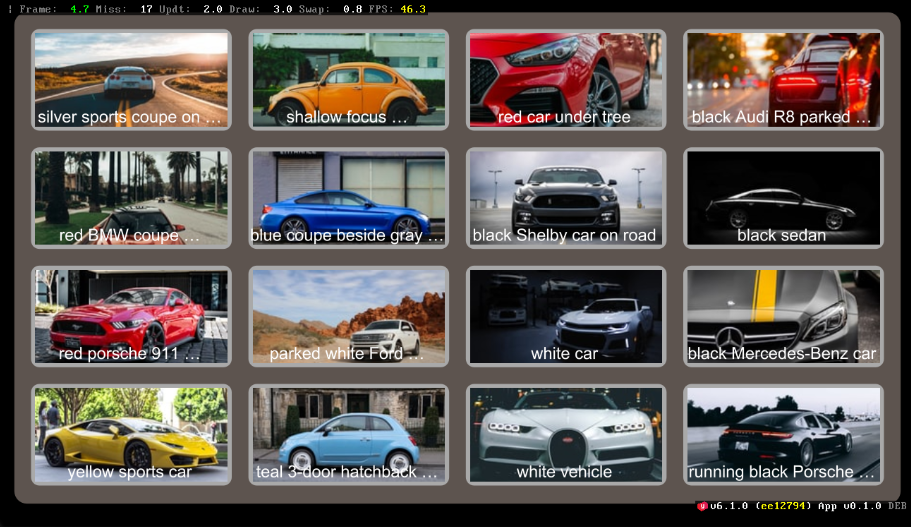 ! Frame: 4.7 Miss: 17 Updt: 2.0 Draw: 3.0 Swap: 0.8 FPS: 46.3
silver sports coupe on …
shallow focus …
red car under tree
black Audi R8 parked …
red BMW coupe …
blue coupe beside gray …
black Shelby car on road
black sedan
red porsche 911 …
parked white Ford …
white car
black Mercedes-Benz car
yellow sports car
teal 3-door hatchback …
white vehicle
running black Porsche …
v6.1.0 (ee12794) App v0.1.0 DEB